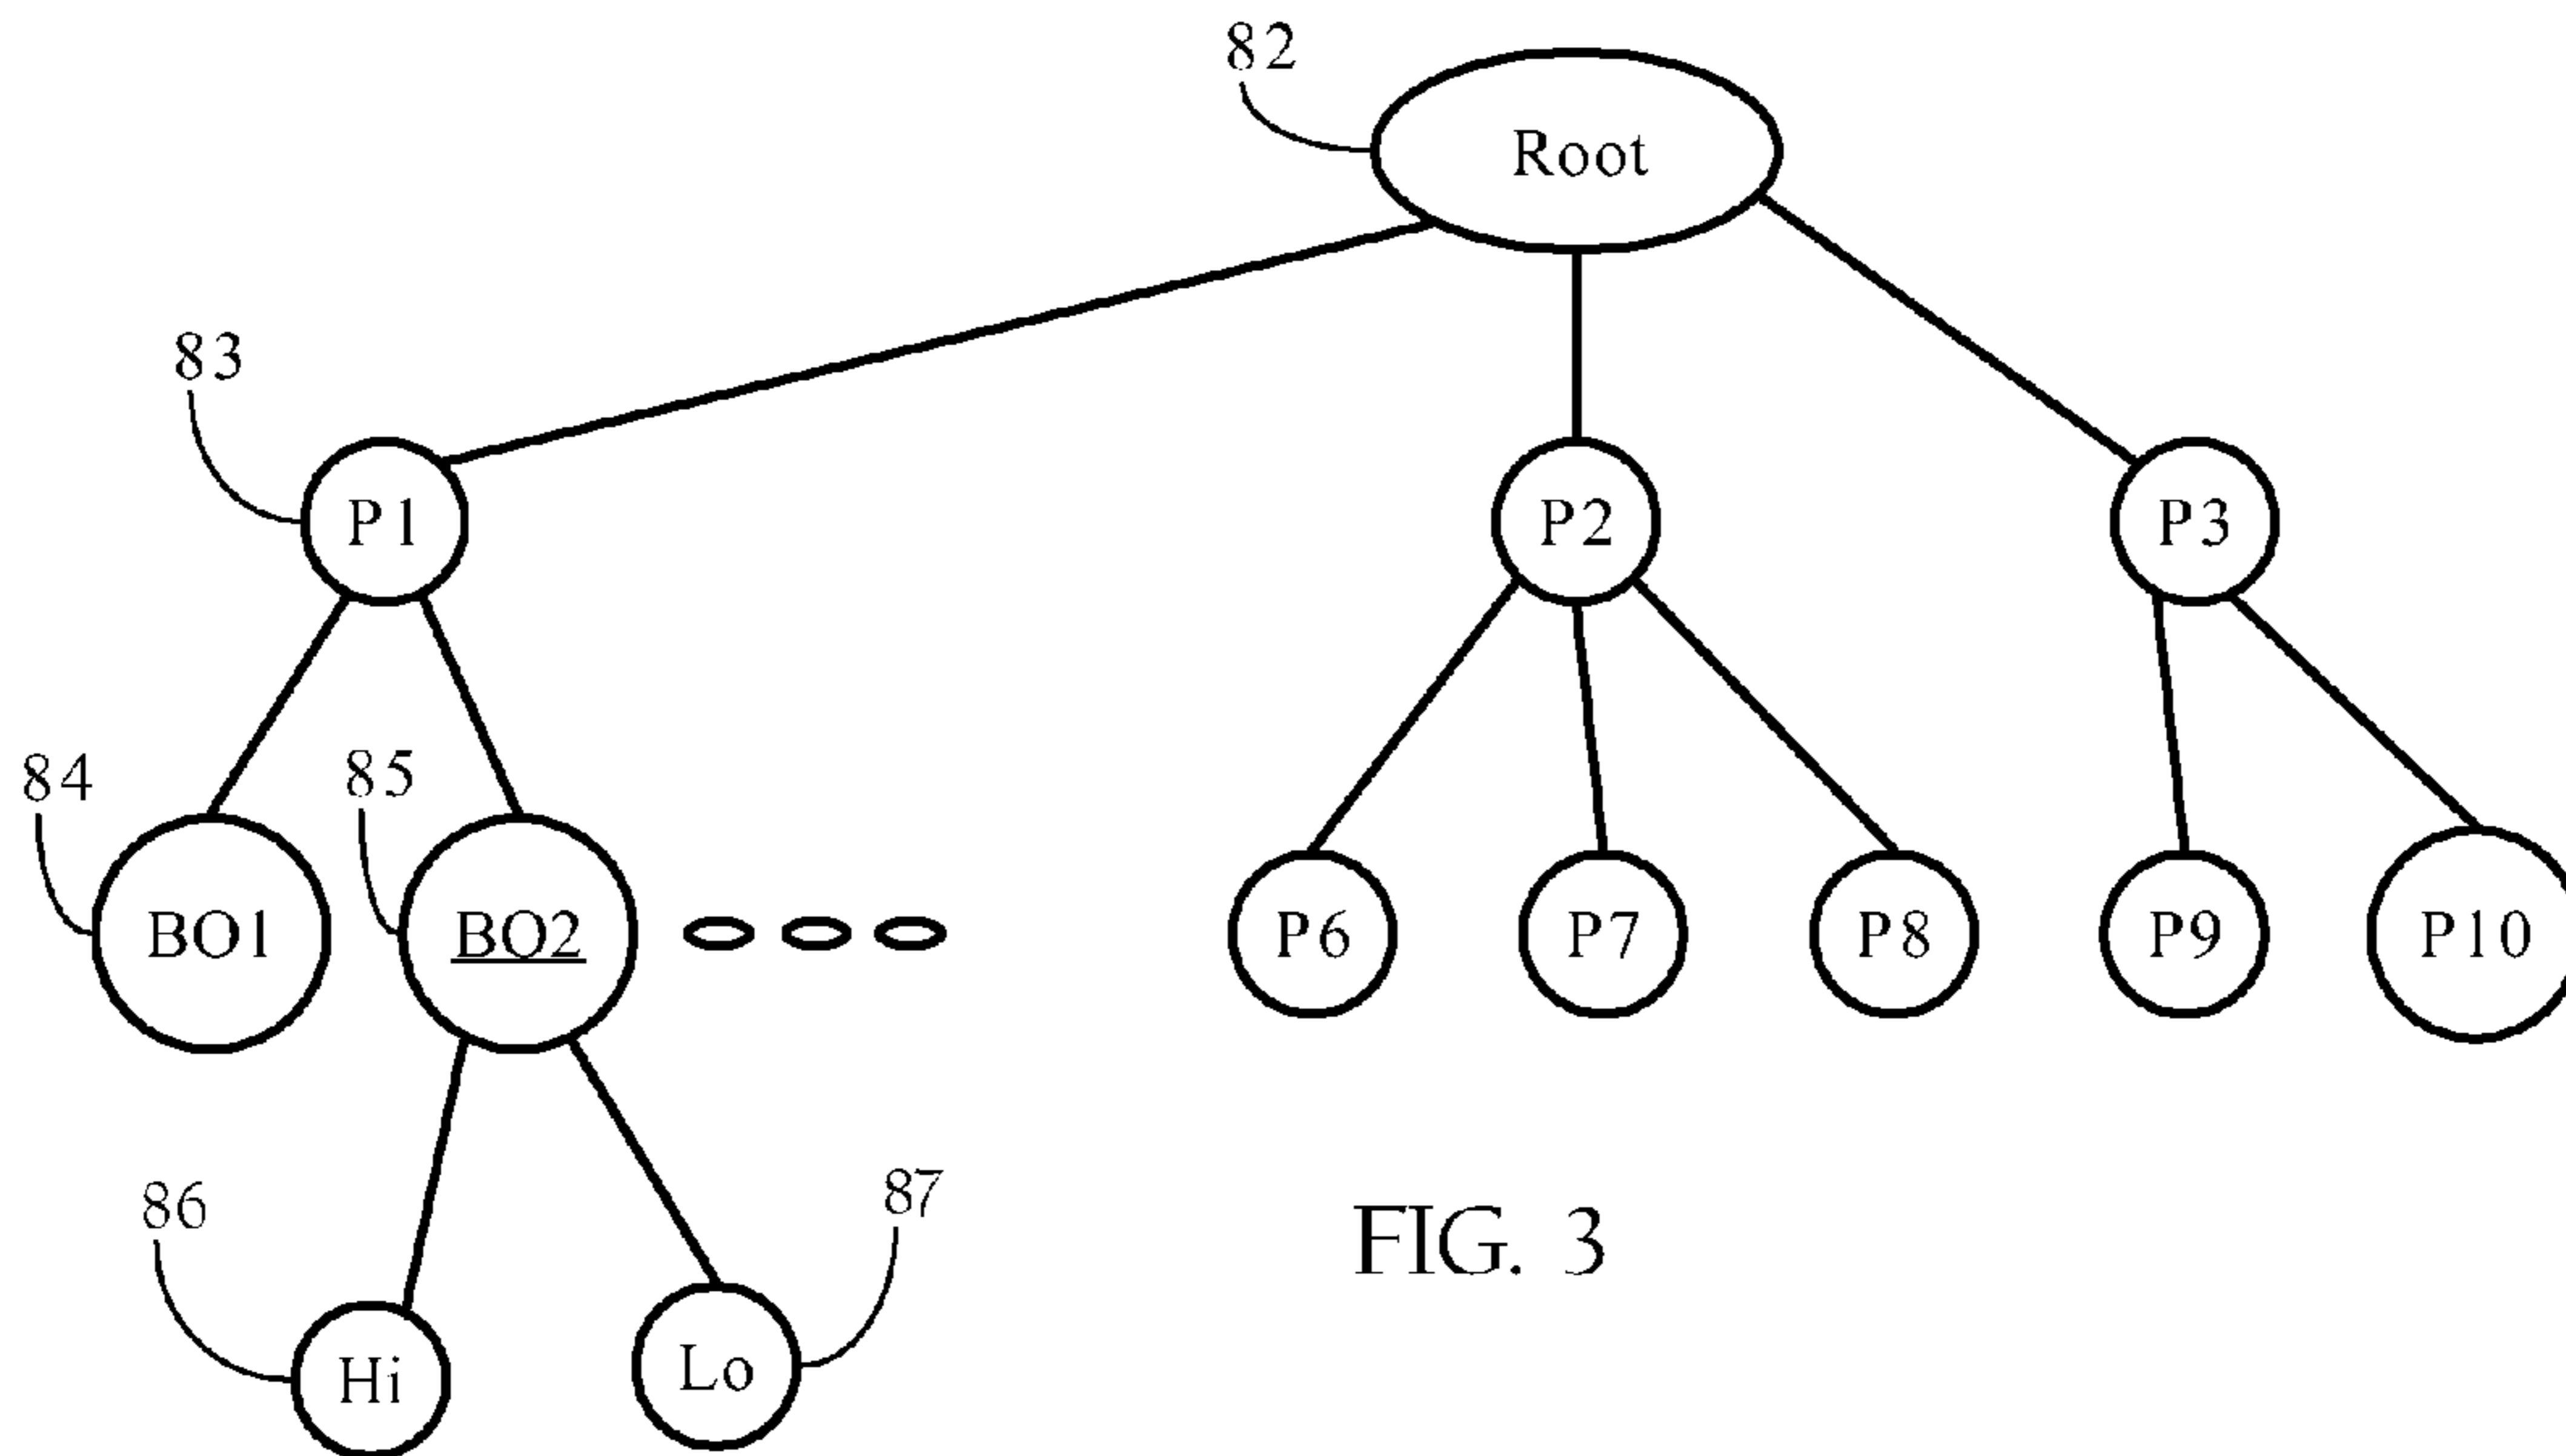 82
Root
83
P1 P2 P3
84 85
BO1 BO2 P6 P7 P8 P9 P10
86 87
Hi Lo
FIG. 3